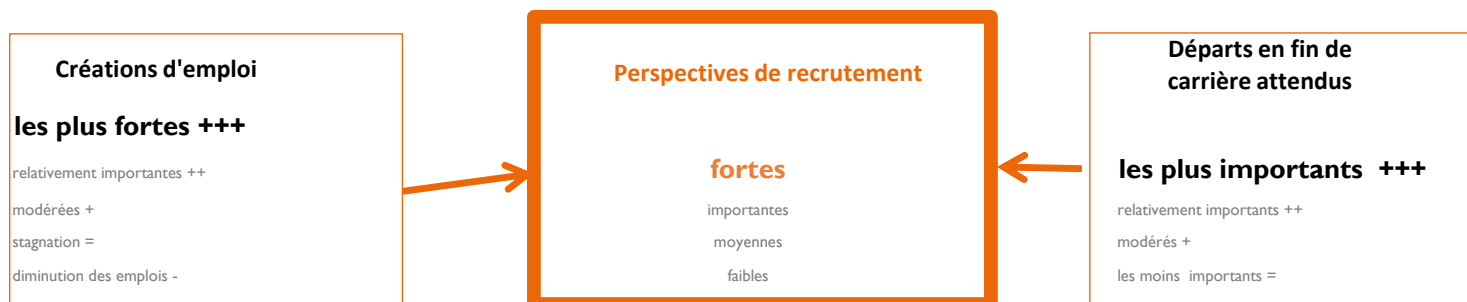 Créations d'emploi
les plus fortes +++
relativement importantes ++
modérées +
stagnation =
diminution des emplois -
Perspectives de recrutement
fortes
importantes
moyennes
faibles
Départs en fin de
carrière attendus
les plus importants +++
relativement importants ++
modérés +
les moins importants =